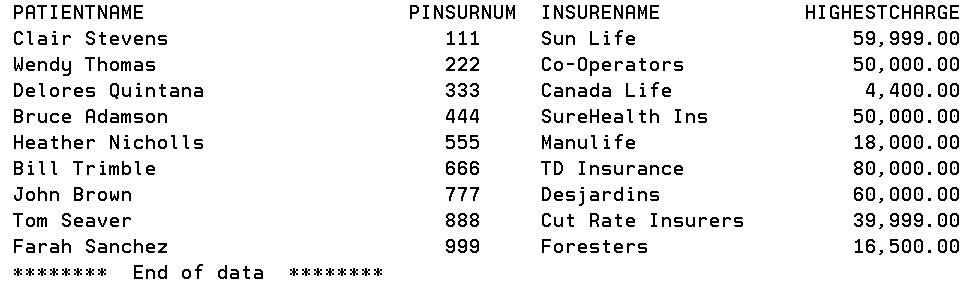 PATIENTNAME PINSURNUM INSURENAME HIGHESTCHARGE
Clair Stevens 111 Sun Life 59,999.00
Wendy Thomas 222 Co-Operators 50,000.00
Delores Quintana 333 Canada Life 4,400.00
Bruce Adamson 444 SureHealth Ins 50,000.00
Heather Nicholls 555 Manulife 18,000.00
Bill Trimble 666 TD Insurance 80,000.00
John Brown 777 Desjardins 60,000.00
Tom Seaver 888 Cut Rate Insurers 39,999.00
Farah Sanchez 999 Foresters 16,500.00
******** End of data ********